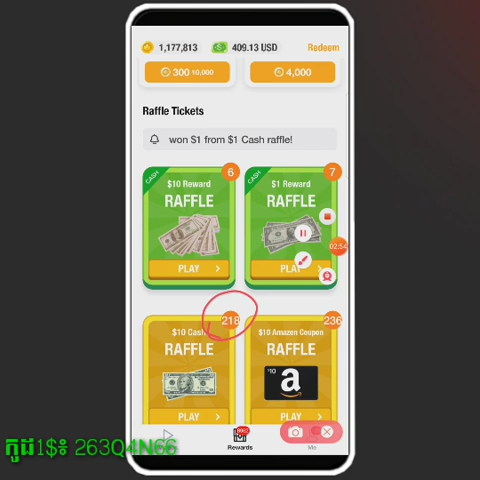 1,177,813 409.13 USD Redeem
300 10,000 4,000
Raffle Tickets
won $1 from $1 Cash raffle!
CASH 6 CASH 7
$10 Reward $1 Reward
RAFFLE RAFFLE
PLAY PLAY
02:54
218 236
$10 Cash $10 Amazon Coupon
RAFFLE RAFFLE
$10 a
PLAY PLAY
Rewards Me
កូដ1$៖ 263Q4N66